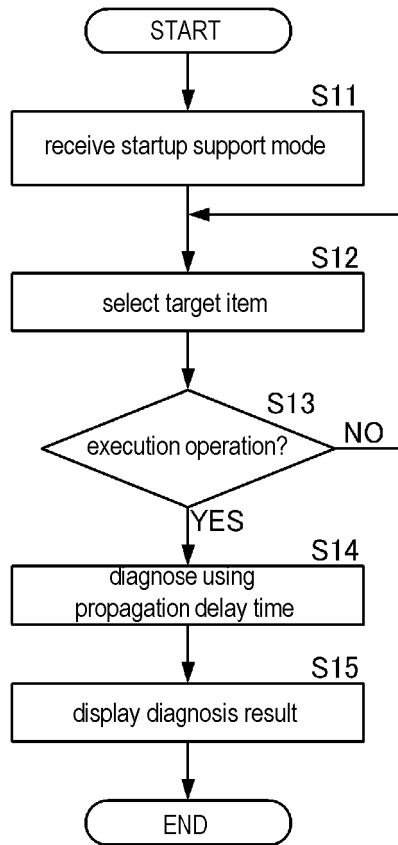 START
S11
receive startup support mode
S12
select target item
S13
execution operation?
NO
YES
S14
diagnose using
propagation delay time
S15
display diagnosis result
END